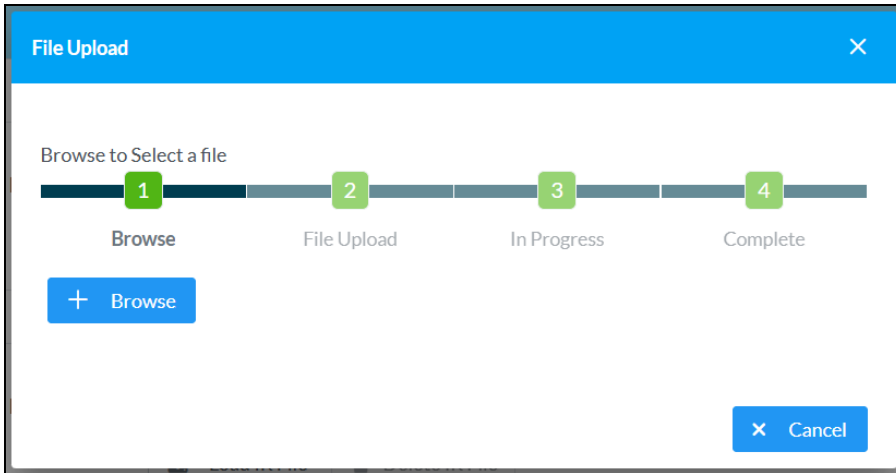 File Upload
Browse to Select a file
1 2 3 4
Browse File Upload In Progress Complete
+ Browse
× Cancel